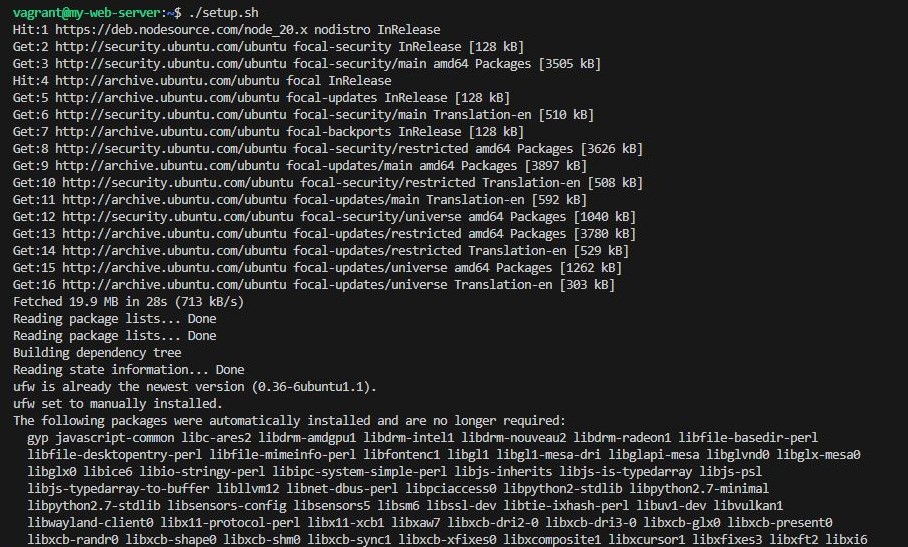 vagrant@my-web-server:~$ ./setup.sh
Hit:1 https://deb.nodesource.com/node_20.x nodistro InRelease
Get:2 http://security.ubuntu.com/ubuntu focal-security InRelease [128 kB]
Get:3 http://security.ubuntu.com/ubuntu focal-security/main amd64 Packages [3505 kB]
Hit:4 http://archive.ubuntu.com/ubuntu focal InRelease
Get:5 http://archive.ubuntu.com/ubuntu focal-updates InRelease [128 kB]
Get:6 http://security.ubuntu.com/ubuntu focal-security/main Translation-en [510 kB]
Get:7 http://archive.ubuntu.com/ubuntu focal-backports InRelease [128 kB]
Get:8 http://security.ubuntu.com/ubuntu focal-security/restricted amd64 Packages [3626 kB]
Get:9 http://archive.ubuntu.com/ubuntu focal-updates/main amd64 Packages [3897 kB]
Get:10 http://security.ubuntu.com/ubuntu focal-security/restricted Translation-en [508 kB]
Get:11 http://archive.ubuntu.com/ubuntu focal-updates/main Translation-en [592 kB]
Get:12 http://security.ubuntu.com/ubuntu focal-security/universe amd64 Packages [1040 kB]
Get:13 http://archive.ubuntu.com/ubuntu focal-updates/restricted amd64 Packages [3780 kB]
Get:14 http://archive.ubuntu.com/ubuntu focal-updates/restricted Translation-en [529 kB]
Get:15 http://archive.ubuntu.com/ubuntu focal-updates/universe amd64 Packages [1262 kB]
Get:16 http://archive.ubuntu.com/ubuntu focal-updates/universe Translation-en [303 kB]
Fetched 19.9 MB in 28s (713 kB/s)
Reading package lists... Done
Reading package lists... Done
Building dependency tree
Reading state information... Done
ufw is already the newest version (0.36-6ubuntu1.1).
ufw set to manually installed.
The following packages were automatically installed and are no longer required:
gyp javascript-common libc-ares2 libdrm-amdgpu1 libdrm-intel1 libdrm-nouveau2 libdrm-radeon1 libfile-basedir-perl
libfile-desktopentry-perl libfile-mimeinfo-perl libfontenc1 libgl1 libgl1-mesa-dri libglapi-mesa libglvnd0 libglx-mesa0
libglx0 libice6 libio-stringy-perl libipc-system-simple-perl libjs-inherits libjs-is-typedarray libjs-psl
libjs-typedarray-to-buffer libllvm12 libnet-dbus-perl libpciaccess0 libpython2-stdlib libpython2.7-minimal
libpython2.7-stdlib libsensors-config libsensors5 libsm6 libssl-dev libtie-ixhash-perl libuv1-dev libvulkan1
libwayland-client0 libx11-protocol-perl libx11-xcb1 libxaw7 libxcb-dri2-0 libxcb-dri3-0 libxcb-glx0 libxcb-present0
libxcb-randr0 libxcb-shape0 libxcb-shm0 libxcb-sync1 libxcb-xfixes0 libxcomposite1 libxcursor1 libxfixes3 libxft2 libxi6